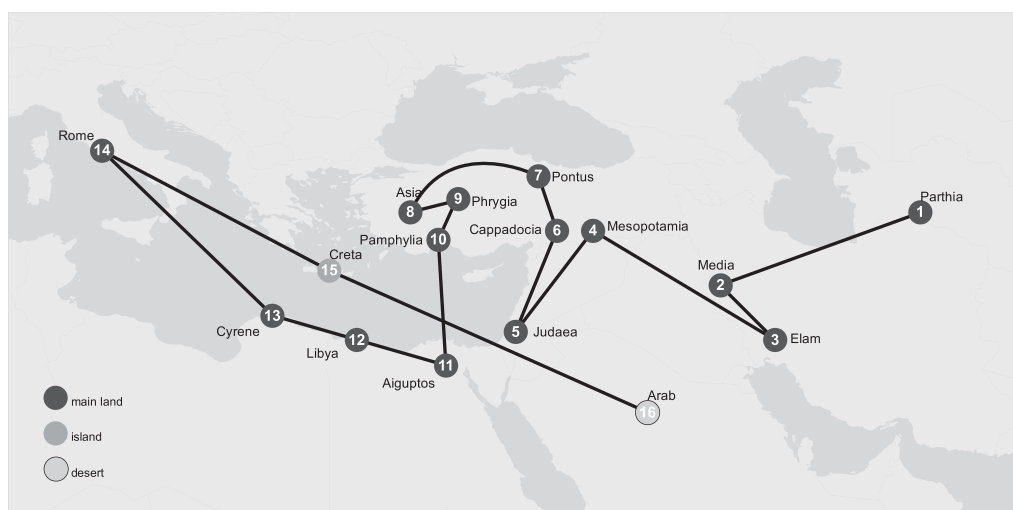 Rome
14
7
Pontus
Asia
8
9
Phrygia
Parthia
1
Pamphylia
10
Cappadocia
6
4
Mesopotamia
Creta
15
Media
2
13
Cyrene
12
Libya
5
Judaea
3
Elam
11
Aiguptos
Arab
16
main land
island
desert